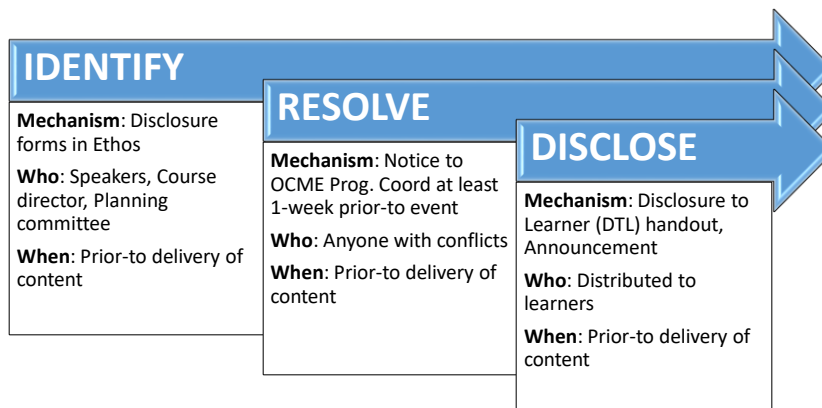 IDENTIFY
Mechanism: Disclosure
forms in Ethos
Who: Speakers, Course
director, Planning
committee
When: Prior-to delivery of
content
RESOLVE
Mechanism: Notice to
OCME Prog. Coord at least
1-week prior-to event
Who: Anyone with conflicts
When: Prior-to delivery of
content
DISCLOSE
Mechanism: Disclosure to
Learner (DTL) handout,
Announcement
Who: Distributed to
learners
When: Prior-to delivery of
content